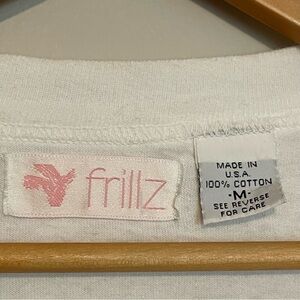 frillz
MADE IN
U.S.A.
100% COTTON
-M-
SEE REVERSE
FOR CARE